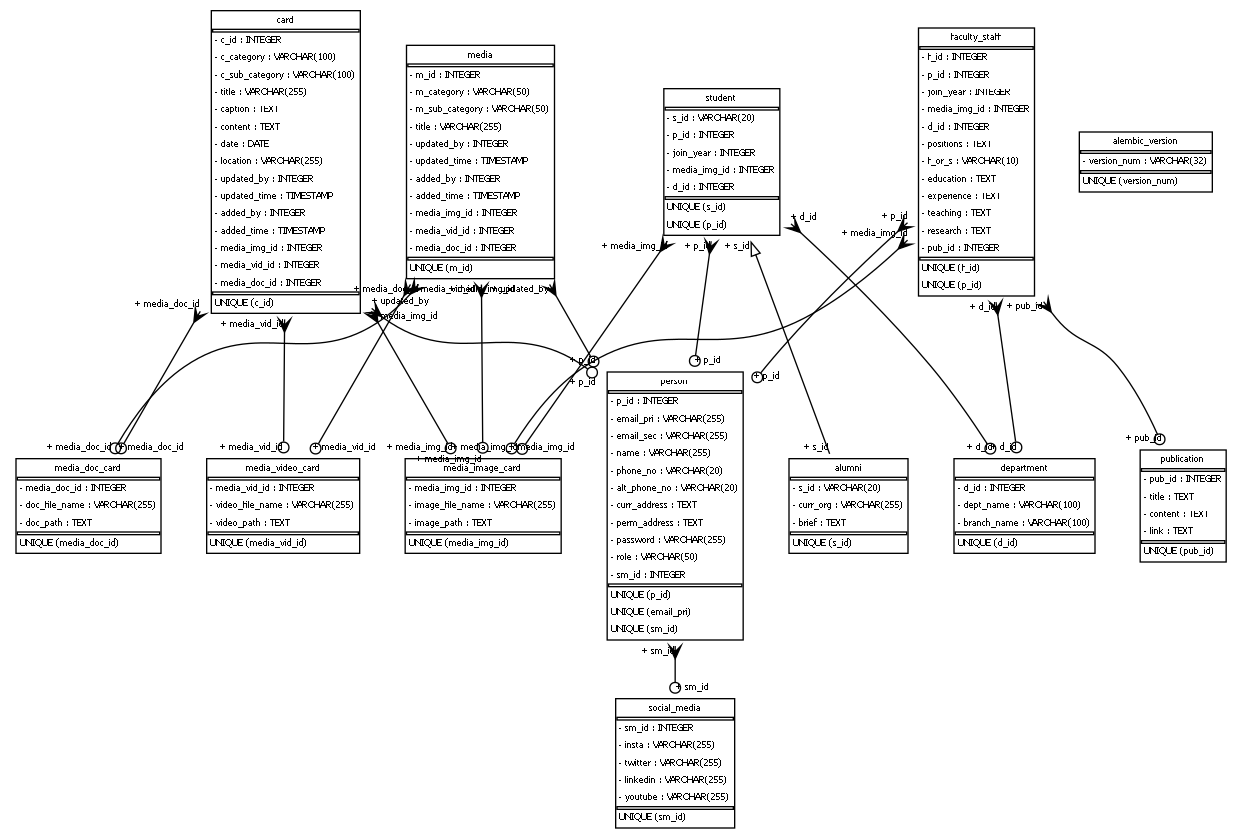 card
- c_id : INTEGER
- c_category : VARCHAR(100)
- c_sub_category : VARCHAR(100)
- title : VARCHAR(255)
- caption : TEXT
- content : TEXT
- date : DATE
- location : VARCHAR(255)
- updated_by : INTEGER
- updated_time : TIMESTAMP
- added_by : INTEGER
- added_time : TIMESTAMP
- media_img_id : INTEGER
- media_vid_id : INTEGER
- media_doc_id : INTEGER
UNIQUE (c_id)
media
- m_id : INTEGER
- m_category : VARCHAR(50)
- m_sub_category : VARCHAR(50)
- title : VARCHAR(255)
- updated_by : INTEGER
- updated_time : TIMESTAMP
- added_by : INTEGER
- added_time : TIMESTAMP
- media_img_id : INTEGER
- media_vid_id : INTEGER
- media_doc_id : INTEGER
UNIQUE (m_id)
student
- s_id : VARCHAR(20)
- p_id : INTEGER
- join_year : INTEGER
- media_img_id : INTEGER
- d_id : INTEGER
UNIQUE (s_id)
UNIQUE (p_id)
faculty_staff
- f_id : INTEGER
- p_id : INTEGER
- join_year : INTEGER
- media_img_id : INTEGER
- d_id : INTEGER
- positions : TEXT
- f_or_s : VARCHAR(10)
- education : TEXT
- experience : TEXT
- teaching : TEXT
- research : TEXT
- pub_id : INTEGER
UNIQUE (f_id)
UNIQUE (p_id)
alembic_version
- version_num : VARCHAR(32)
UNIQUE (version_num)
+ media_doc_id
+ media_vid_id
+ updated_by
+ media_img
+ p_id
+ s_id
+ d_id
+ p_id
+ media_img_id
+ d_id
+ pub_id
+ p_id
+ p_id
+ p_id
+ p_id
+ media_doc_id
+ media_doc_id
+ media_vid_id
+ media_vid_id
+ media_img_id
+ media_img_id
+ media_img_id
+ media_img_id
+ s_id
+ d_id
+ d_id
+ pub_id
media_doc_card
- media_doc_id : INTEGER
- doc_file_name : VARCHAR(255)
- doc_path : TEXT
UNIQUE (media_doc_id)
media_video_card
- media_vid_id : INTEGER
- video_file_name : VARCHAR(255)
- video_path : TEXT
UNIQUE (media_vid_id)
media_image_card
- media_img_id : INTEGER
- image_file_name : VARCHAR(255)
- image_path : TEXT
UNIQUE (media_img_id)
person
- p_id : INTEGER
- email_pri : VARCHAR(255)
- email_sec : VARCHAR(255)
- name : VARCHAR(255)
- phone_no : VARCHAR(20)
- alt_phone_no : VARCHAR(20)
- curr_address : TEXT
- perm_address : TEXT
- password : VARCHAR(255)
- role : VARCHAR(50)
- sm_id : INTEGER
UNIQUE (p_id)
UNIQUE (email_pri)
UNIQUE (sm_id)
alumni
- s_id : VARCHAR(20)
- curr_org : VARCHAR(255)
- brief : TEXT
UNIQUE (s_id)
department
- d_id : INTEGER
- dept_name : VARCHAR(100)
- branch_name : VARCHAR(100)
UNIQUE (d_id)
publication
- pub_id : INTEGER
- title : TEXT
- content : TEXT
- link : TEXT
UNIQUE (pub_id)
+ sm_id
+ sm_id
social_media
- sm_id : INTEGER
- insta : VARCHAR(255)
- twitter : VARCHAR(255)
- linkedin : VARCHAR(255)
- youtube : VARCHAR(255)
UNIQUE (sm_id)